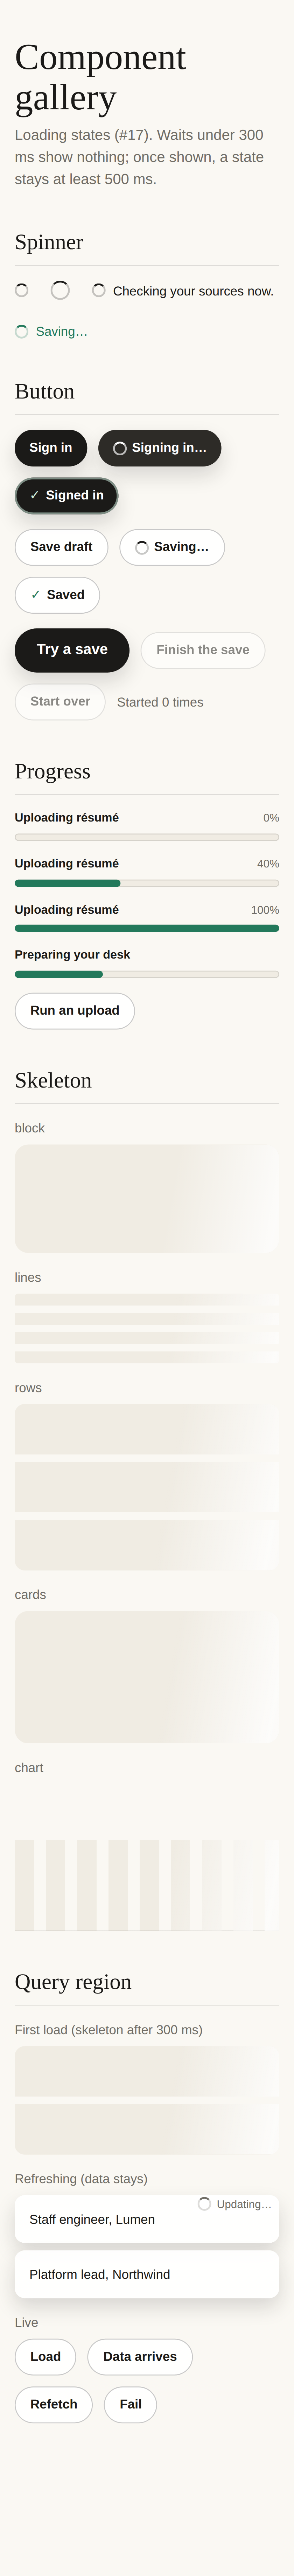 Component
gallery
Loading states (#17). Waits under 300
ms show nothing; once shown, a state
stays at least 500 ms.
Spinner
Checking your sources now.
Saving…
Button
Sign in
Signing in…
✓ Signed in
Save draft
Saving…
✓ Saved
Try a save
Finish the save
Start over
Started 0 times
Progress
Uploading résumé 0%
Uploading résumé 40%
Uploading résumé 100%
Preparing your desk
Run an upload
Skeleton
block
lines
rows
cards
chart
Query region
First load (skeleton after 300 ms)
Refreshing (data stays)
Updating…
Staff engineer, Lumen
Platform lead, Northwind
Live
Load
Data arrives
Refetch
Fail